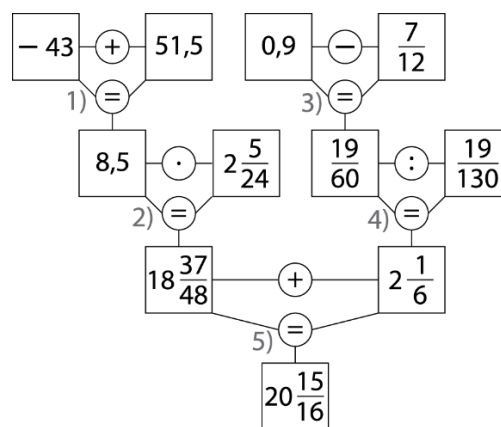 − 43 + 51,5 0,9 − 7/12
1) = 3) =
8,5 · 2 5/24 19/60 : 19/130
2) = 4) =
18 37/48 + 2 1/6
5) =
20 15/16